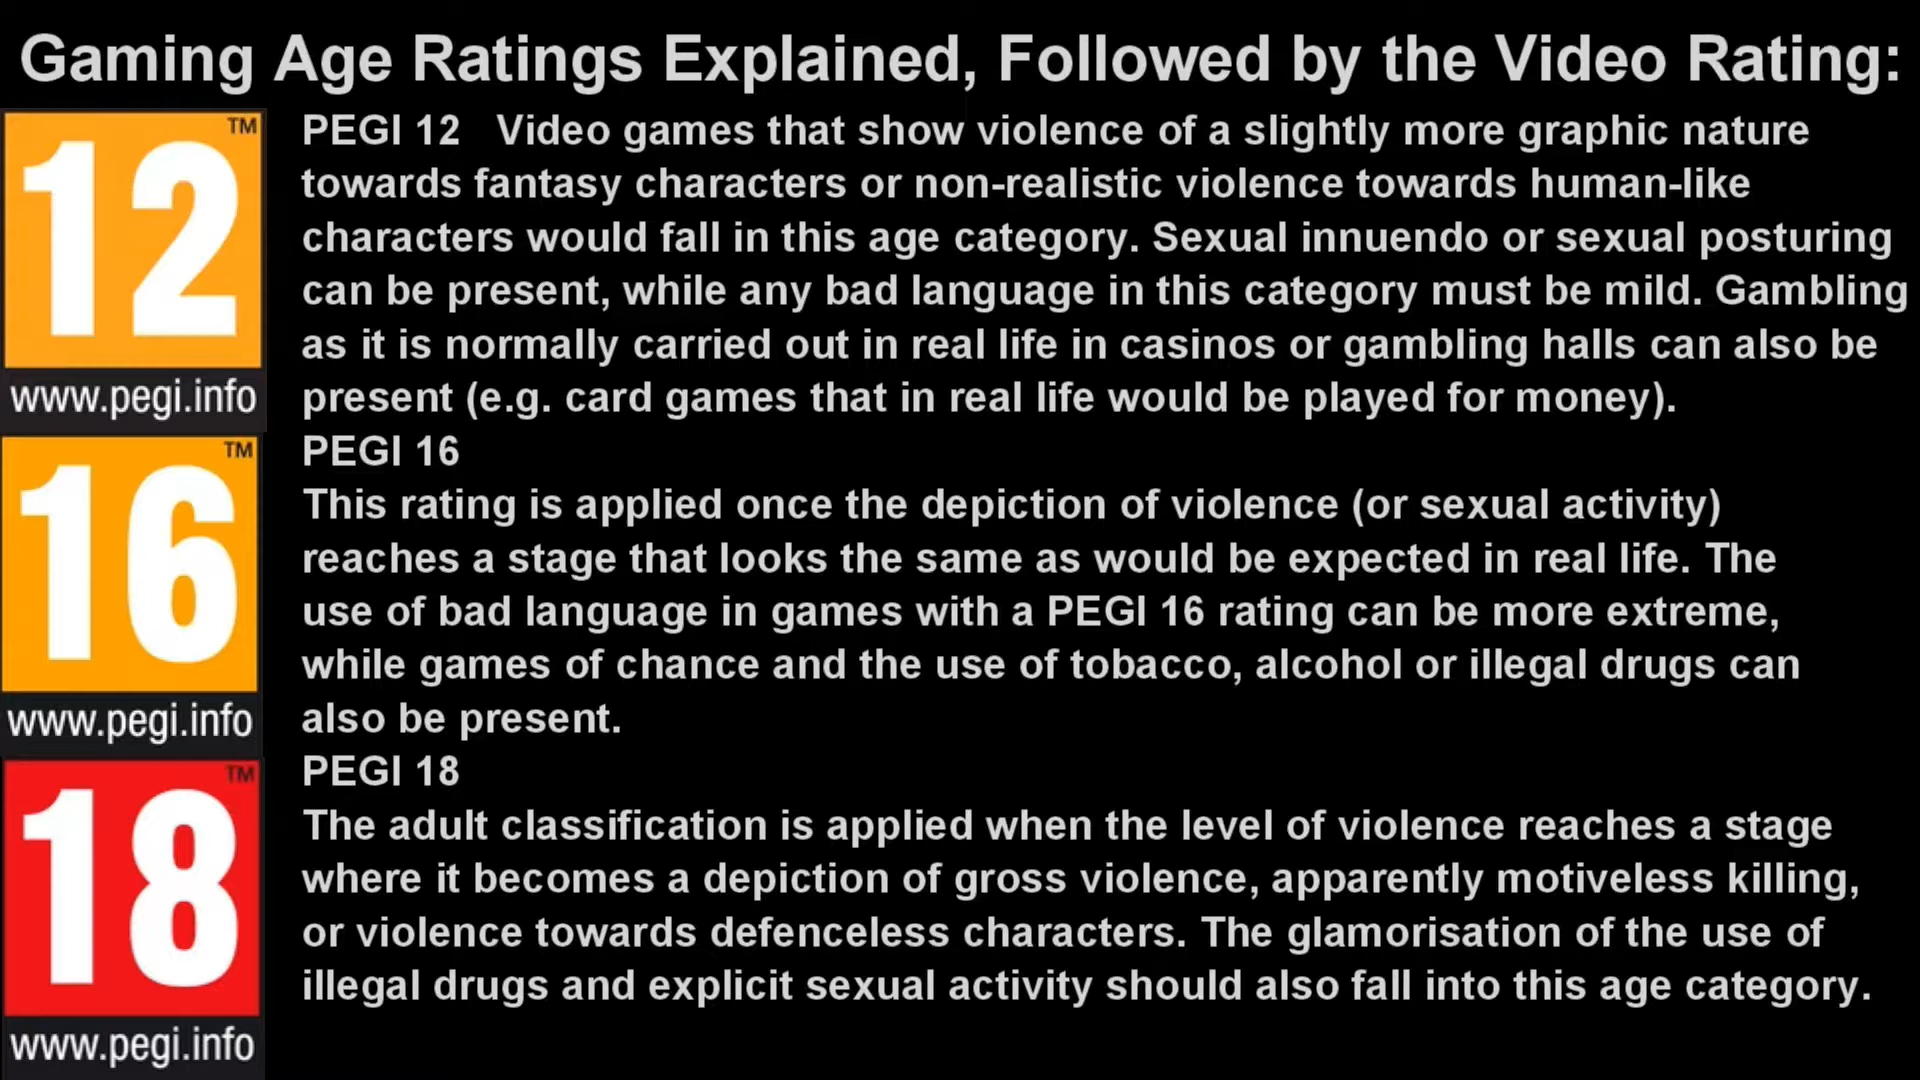 Gaming Age Ratings Explained, Followed by the Video Rating:
12 TM
www.pegi.info
PEGI 12 Video games that show violence of a slightly more graphic nature
towards fantasy characters or non-realistic violence towards human-like
characters would fall in this age category. Sexual innuendo or sexual posturing
can be present, while any bad language in this category must be mild. Gambling
as it is normally carried out in real life in casinos or gambling halls can also be
present (e.g. card games that in real life would be played for money).
16 TM
www.pegi.info
PEGI 16
This rating is applied once the depiction of violence (or sexual activity)
reaches a stage that looks the same as would be expected in real life. The
use of bad language in games with a PEGI 16 rating can be more extreme,
while games of chance and the use of tobacco, alcohol or illegal drugs can
also be present.
18 TM
www.pegi.info
PEGI 18
The adult classification is applied when the level of violence reaches a stage
where it becomes a depiction of gross violence, apparently motiveless killing,
or violence towards defenceless characters. The glamorisation of the use of
illegal drugs and explicit sexual activity should also fall into this age category.